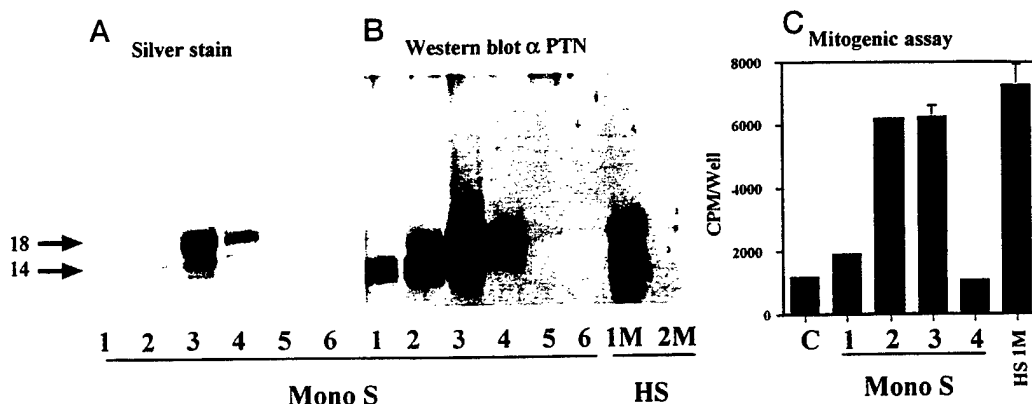 A
Silver stain
18
14
1 2 3 4 5 6
Mono S
B
Western blot α PTN
1 2 3 4 5 6 1M 2M
Mono S HS
C
Mitogenic assay
CPM/Well
8000
6000
4000
2000
0
C 1 2 3 4 HS 1M
Mono S